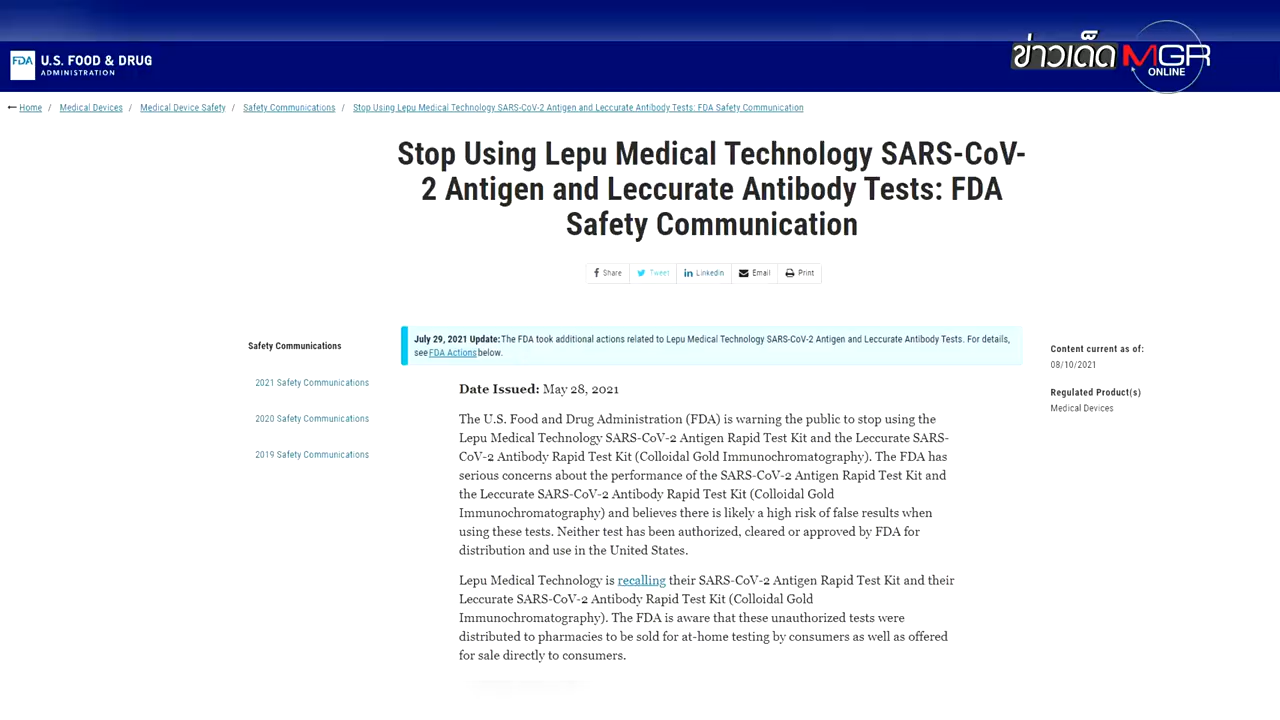 FDA U.S. FOOD & DRUG
ADMINISTRATION
ข่าวเด็ด MGR
ONLINE
Home / Medical Devices / Medical Device Safety / Safety Communications / Stop Using Lepu Medical Technology SARS-CoV-2 Antigen and Leccurate Antibody Tests: FDA Safety Communication
Stop Using Lepu Medical Technology SARS-CoV-
2 Antigen and Leccurate Antibody Tests: FDA
Safety Communication
Share Tweet Linkedin Email Print
Safety Communications
2021 Safety Communications
2020 Safety Communications
2019 Safety Communications
July 29, 2021 Update: The FDA took additional actions related to Lepu Medical Technology SARS-CoV-2 Antigen and Leccurate Antibody Tests. For details,
see FDA Actions below.
Date Issued: May 28, 2021
The U.S. Food and Drug Administration (FDA) is warning the public to stop using the
Lepu Medical Technology SARS-CoV-2 Antigen Rapid Test Kit and the Leccurate SARS-
CoV-2 Antibody Rapid Test Kit (Colloidal Gold Immunochromatography). The FDA has
serious concerns about the performance of the SARS-CoV-2 Antigen Rapid Test Kit and
the Leccurate SARS-CoV-2 Antibody Rapid Test Kit (Colloidal Gold
Immunochromatography) and believes there is likely a high risk of false results when
using these tests. Neither test has been authorized, cleared or approved by FDA for
distribution and use in the United States.
Lepu Medical Technology is recalling their SARS-CoV-2 Antigen Rapid Test Kit and their
Leccurate SARS-CoV-2 Antibody Rapid Test Kit (Colloidal Gold
Immunochromatography). The FDA is aware that these unauthorized tests were
distributed to pharmacies to be sold for at-home testing by consumers as well as offered
for sale directly to consumers.
Content current as of:
08/10/2021
Regulated Product(s)
Medical Devices